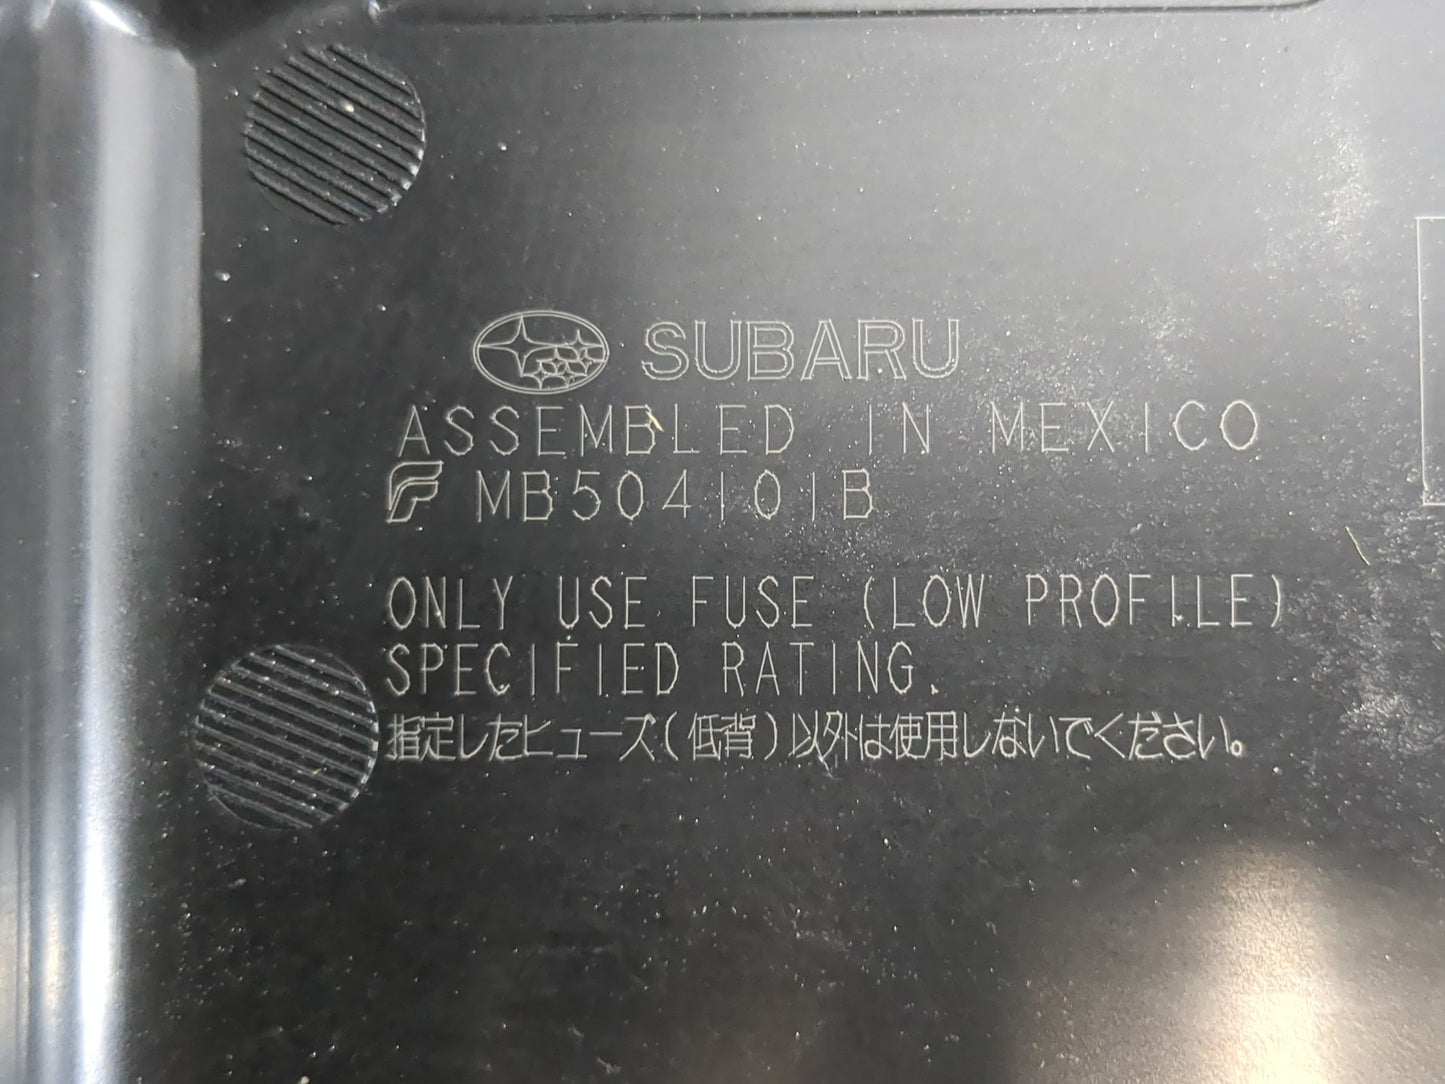 SUBARU
ASSEMBLED IN MEXICO
MB504101B
ONLY USE FUSE (LOW PROFILE)
SPECIFIED RATING.
指定したヒューズ(低背)以外は使用しないでください。